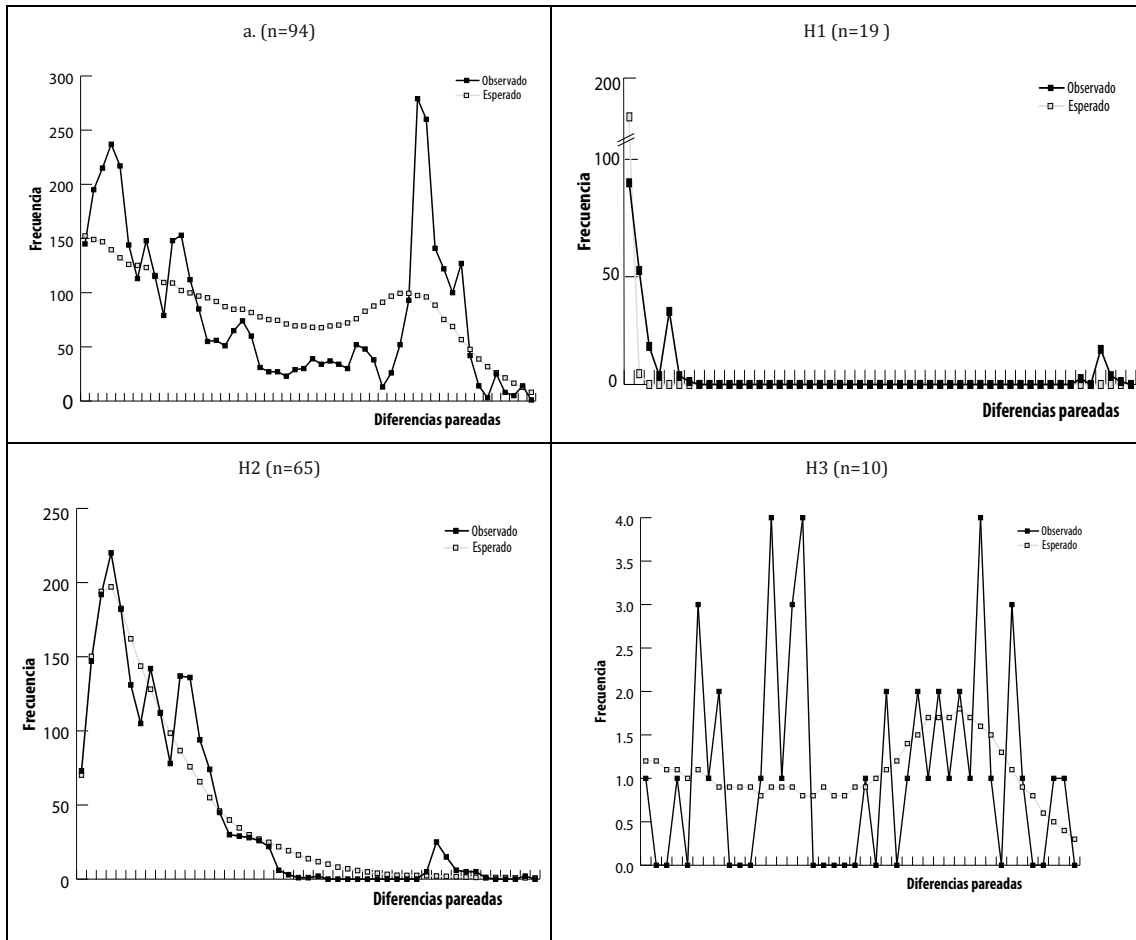 a. (n=94)
300
250
200
150
100
50
0
Frecuencia
Observado
Esperado
Diferencias pareadas
H1 (n=19 )
200
100
50
0
Frecuencia
Observado
Esperado
Diferencias pareadas
H2 (n=65)
250
200
150
100
50
0
Frecuencia
Observado
Esperado
Diferencias pareadas
H3 (n=10)
4.0
3.5
3.0
2.5
2.0
1.5
1.0
0.5
0.0
Frecuencia
Observado
Esperado
Diferencias pareadas